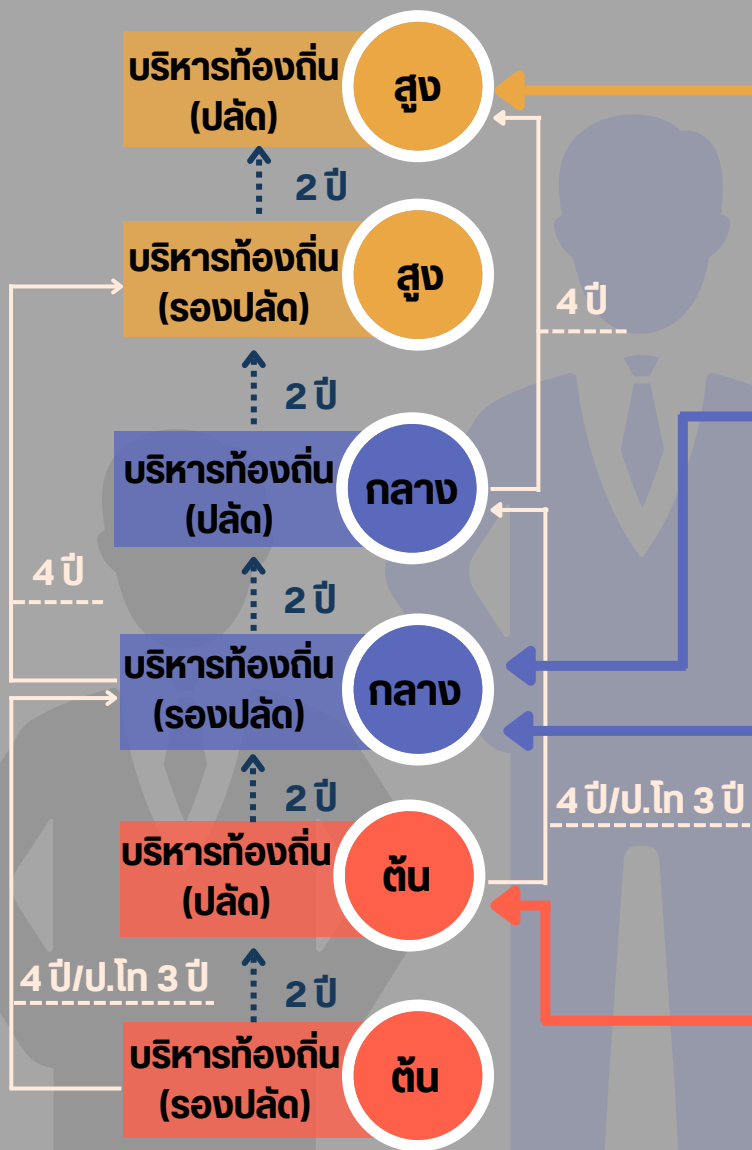 บริหารท้องถิ่น
(ปลัด)
สูง
2 ปี
บริหารท้องถิ่น
(รองปลัด)
สูง
4 ปี
2 ปี
บริหารท้องถิ่น
(ปลัด)
กลาง
4 ปี
2 ปี
บริหารท้องถิ่น
(รองปลัด)
กลาง
2 ปี
4 ปี/ป.โท 3 ปี
บริหารท้องถิ่น
(ปลัด)
ต้น
4 ปี/ป.โท 3 ปี
2 ปี
บริหารท้องถิ่น
(รองปลัด)
ต้น